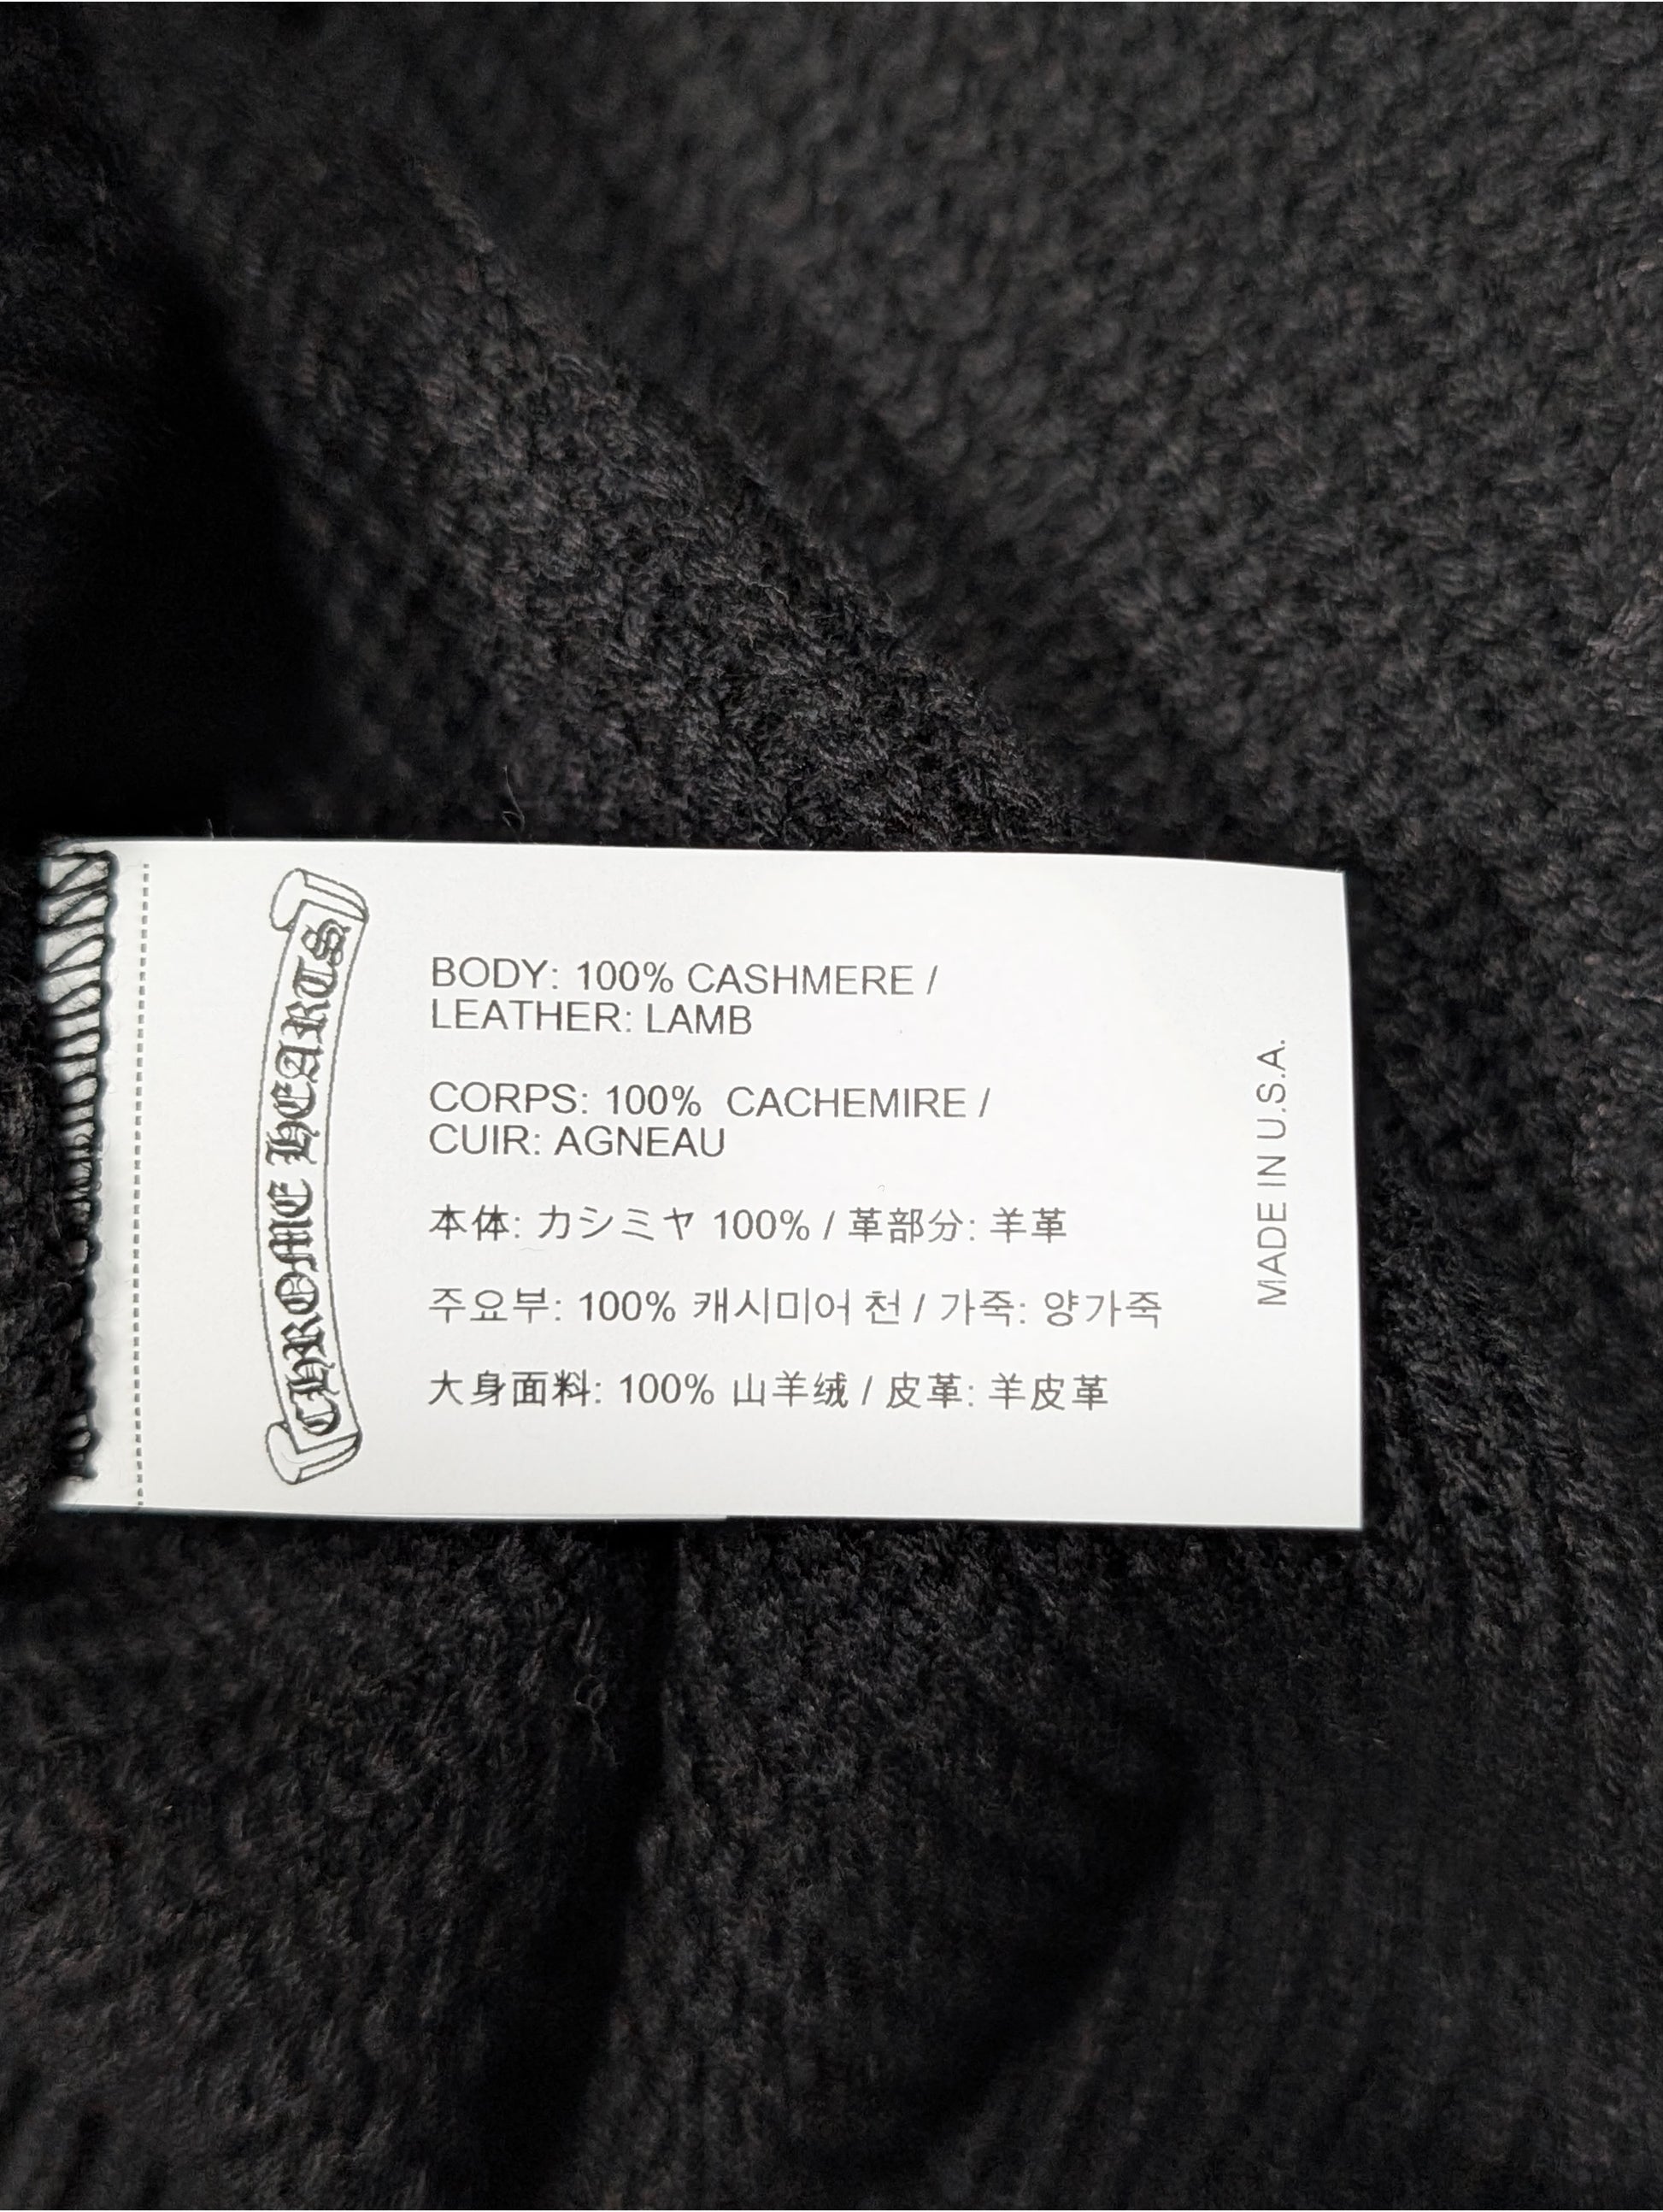 CHROME HEARTS
BODY: 100% CASHMERE /
LEATHER: LAMB
CORPS: 100% CACHEMIRE /
CUIR: AGNEAU
本体: カシミヤ 100% / 革部分: 羊革
주요부: 100% 캐시미어 천 / 가죽: 양가죽
大身面料: 100% 山羊绒 / 皮革: 羊皮革
MADE IN U.S.A.